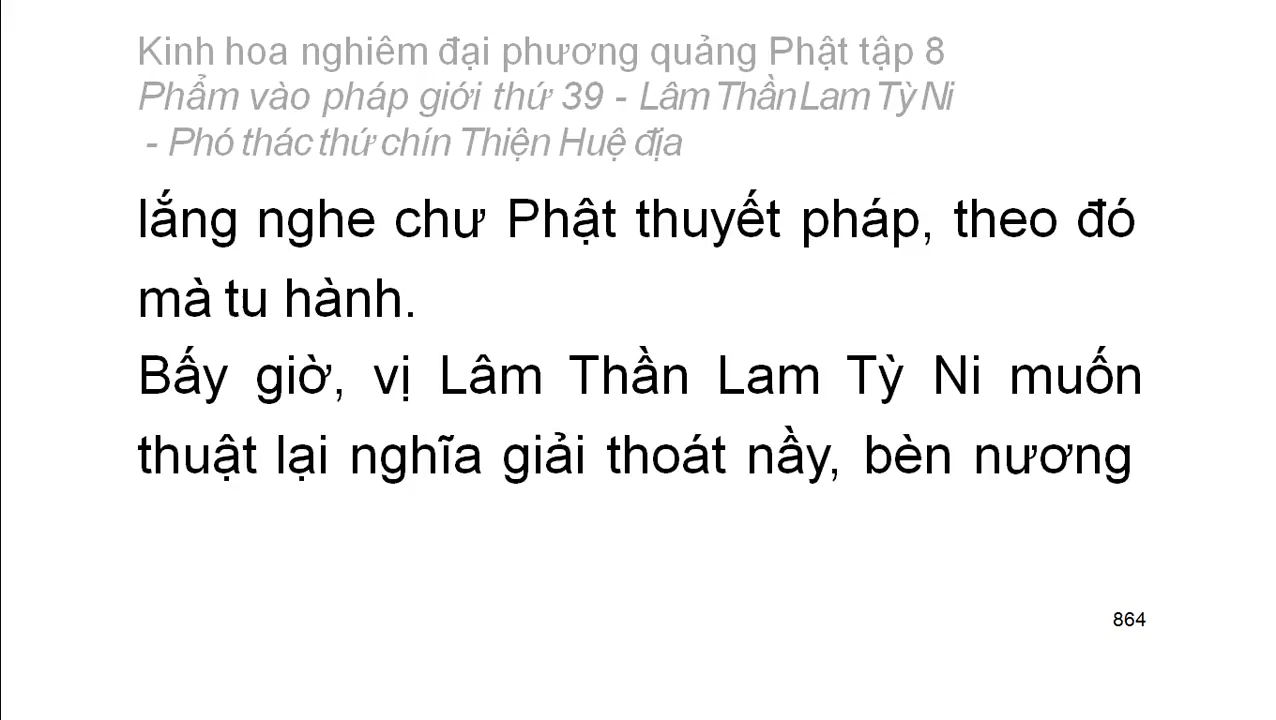 Kinh hoa nghiêm đại phương quảng Phật tập 8
Phẩm vào pháp giới thứ 39 - Lâm Thần Lam Tỳ Ni
- Phó thác thứ chín Thiện Huệ địa
lắng nghe chư Phật thuyết pháp, theo đó
mà tu hành.
Bấy giờ, vị Lâm Thần Lam Tỳ Ni muốn
thuật lại nghĩa giải thoát nầy, bèn nương
864